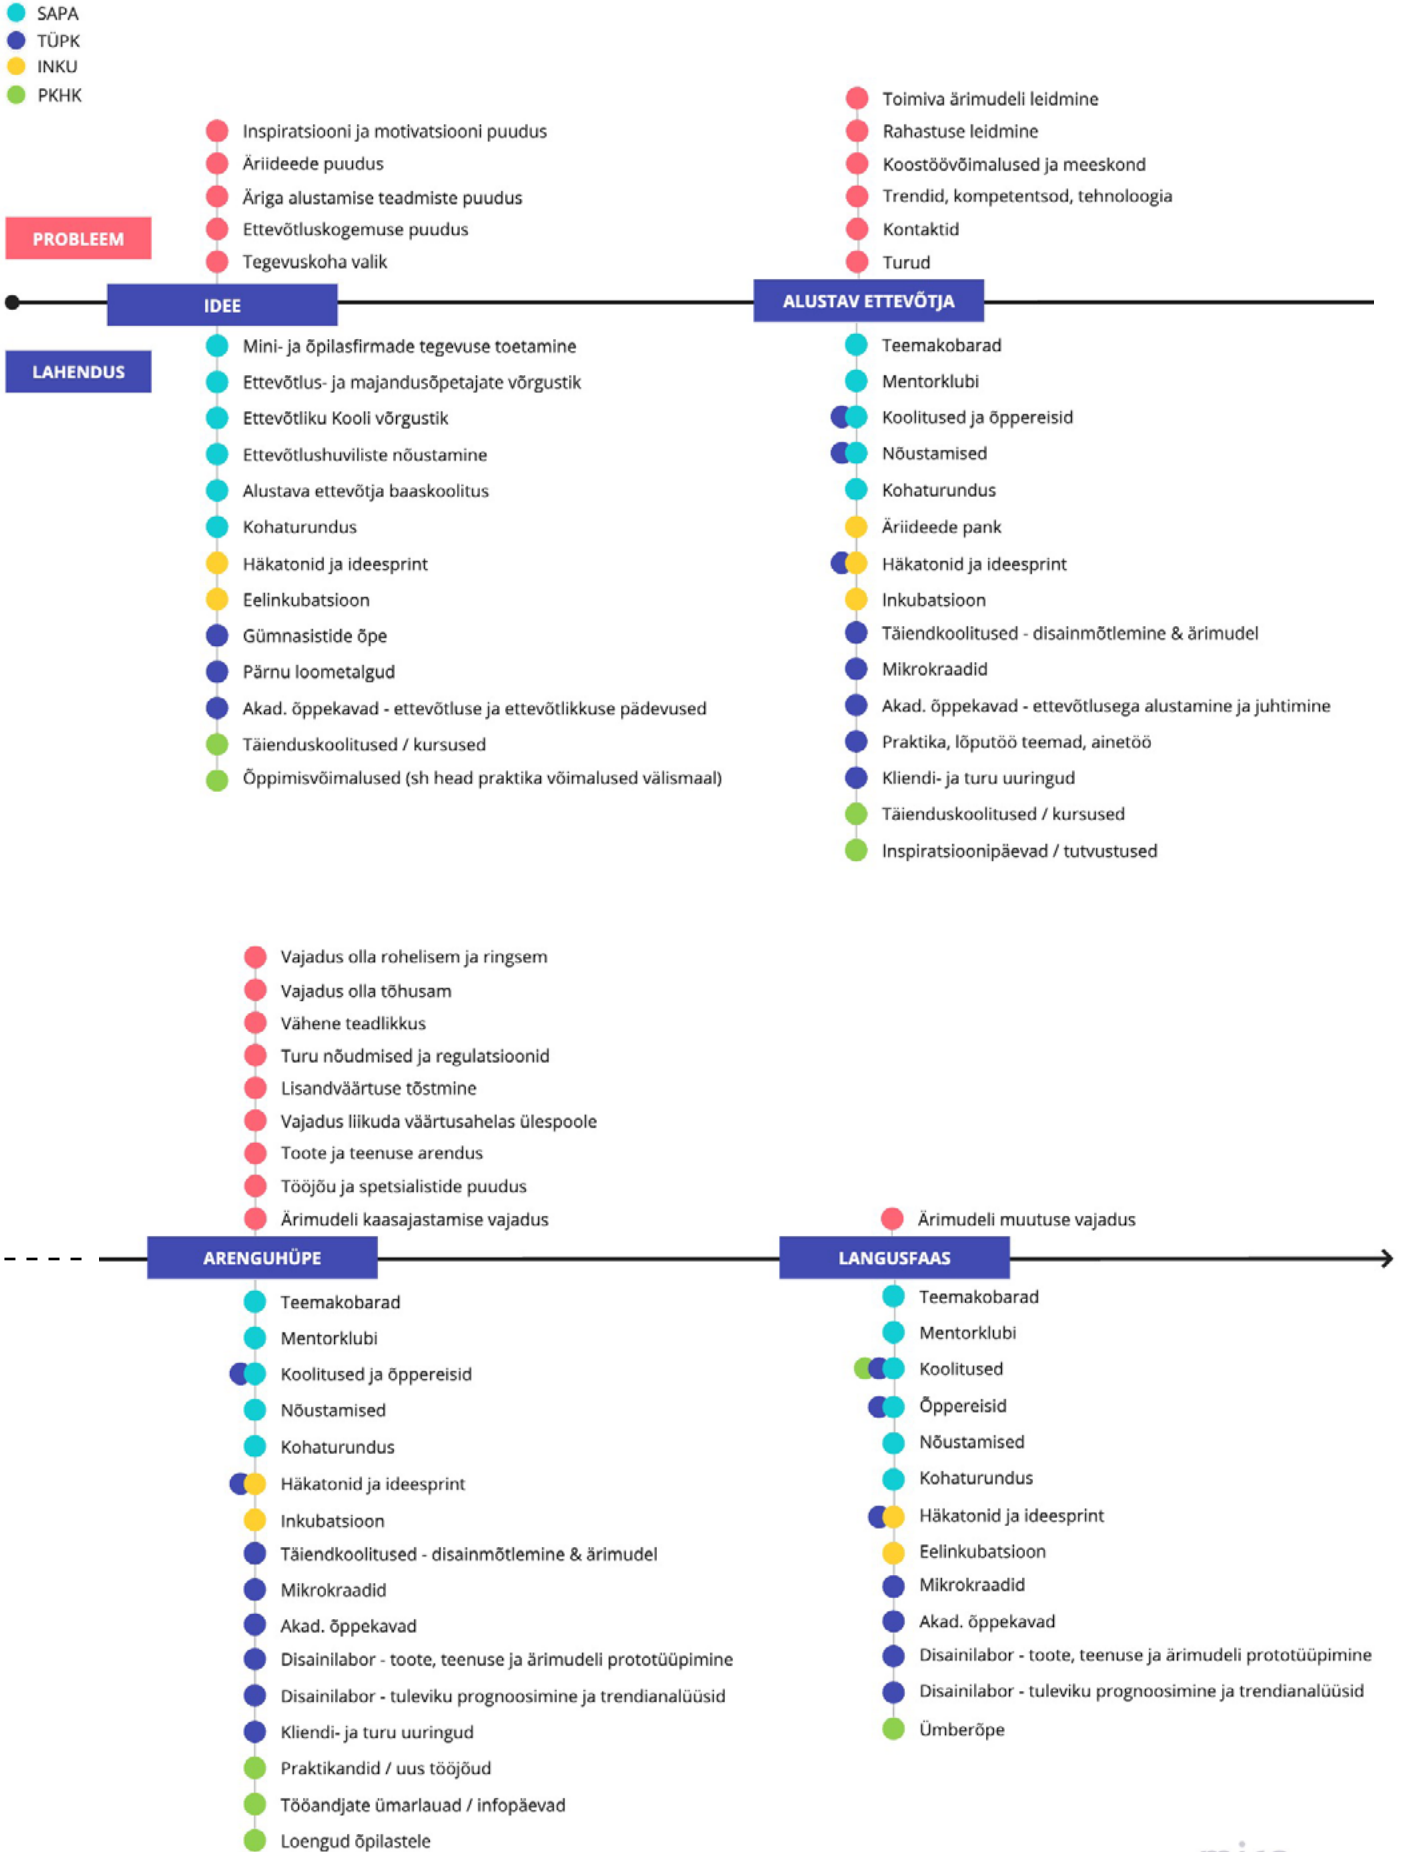 SAPA
TÜPK
INKU
PKHK
PROBLEEM
Inspiratsiooni ja motivatsiooni puudus
Äriideede puudus
Äriga alustamise teadmiste puudus
Ettevõtluskogemuse puudus
Tegevuskoha valik
IDEE
LAHENDUS
Mini- ja õpilasfirmade tegevuse toetamine
Ettevõtlus- ja majandusõpetajate võrgustik
Ettevõtliku Kooli võrgustik
Ettevõtlushuviliste nõustamine
Alustava ettevõtja baaskoolitus
Kohaturundus
Häkatonid ja ideesprint
Eelinkubatsioon
Gümnasistide õpe
Pärnu loometalgud
Akad. õppekavad - ettevõtluse ja ettevõtlikkuse pädevused
Täienduskoolitused / kursused
Õppimisvõimalused (sh head praktika võimalused välismaal)
Toimiva ärimudeli leidmine
Rahastuse leidmine
Koostöövõimalused ja meeskond
Trendid, kompetentsod, tehnoloogia
Kontaktid
Turud
ALUSTAV ETTEVÕTJA
Teemakobarad
Mentorklubi
Koolitused ja õppereisid
Nõustamised
Kohaturundus
Äriideede pank
Häkatonid ja ideesprint
Inkubatsioon
Täiendkoolitused - disainmõtlemine & ärimudel
Mikrokraadid
Akad. õppekavad - ettevõtlusega alustamine ja juhtimine
Praktika, lõputöö teemad, ainetöö
Kliendi- ja turu uuringud
Täienduskoolitused / kursused
Inspiratsioonipäevad / tutvustused
Vajadus olla rohelisem ja ringsem
Vajadus olla tõhusam
Vähene teadlikkus
Turu nõudmised ja regulatsioonid
Lisandväärtuse tõstmine
Vajadus liikuda väärtusahelas ülespoole
Toote ja teenuse arendus
Tööjõu ja spetsialistide puudus
Ärimudeli kaasajastamise vajadus
ARENGUHÜPE
Teemakobarad
Mentorklubi
Koolitused ja õppereisid
Nõustamised
Kohaturundus
Häkatonid ja ideesprint
Inkubatsioon
Täiendkoolitused - disainmõtlemine & ärimudel
Mikrokraadid
Akad. õppekavad
Disainilabor - toote, teenuse ja ärimudeli prototüüpimine
Disainilabor - tuleviku prognoosimine ja trendianalüüsid
Kliendi- ja turu uuringud
Praktikandid / uus tööjõud
Tööandjate ümarlauad / infopäevad
Loengud õpilastele
Ärimudeli muutuse vajadus
LANGUSFAAS
Teemakobarad
Mentorklubi
Koolitused
Õppereisid
Nõustamised
Kohaturundus
Häkatonid ja ideesprint
Eelinkubatsioon
Mikrokraadid
Akad. õppekavad
Disainilabor - toote, teenuse ja ärimudeli prototüüpimine
Disainilabor - tuleviku prognoosimine ja trendianalüüsid
Ümberõpe